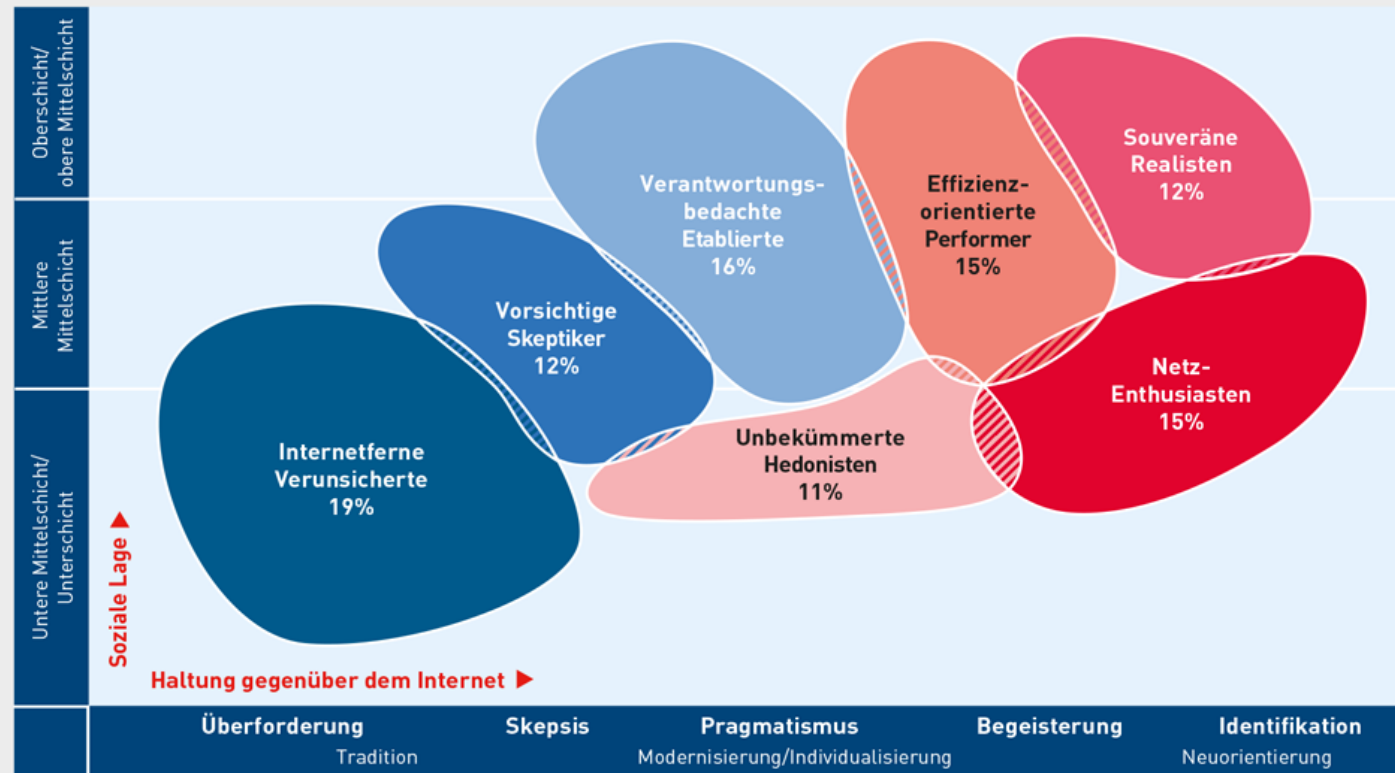 Oberschicht/
obere Mittelschicht
Mittlere
Mittelschicht
Untere Mittelschicht/
Unterschicht
Soziale Lage ▶
Haltung gegenüber dem Internet ▶
Internetferne
Verunsicherte
19%
Vorsichtige
Skeptiker
12%
Verantwortungs-
bedachte
Etablierte
16%
Effizienz-
orientierte
Performer
15%
Souveräne
Realisten
12%
Unbekümmerte
Hedonisten
11%
Netz-
Enthusiasten
15%
Überforderung
Skepsis
Pragmatismus
Begeisterung
Identifikation
Tradition
Modernisierung/Individualisierung
Neuorientierung